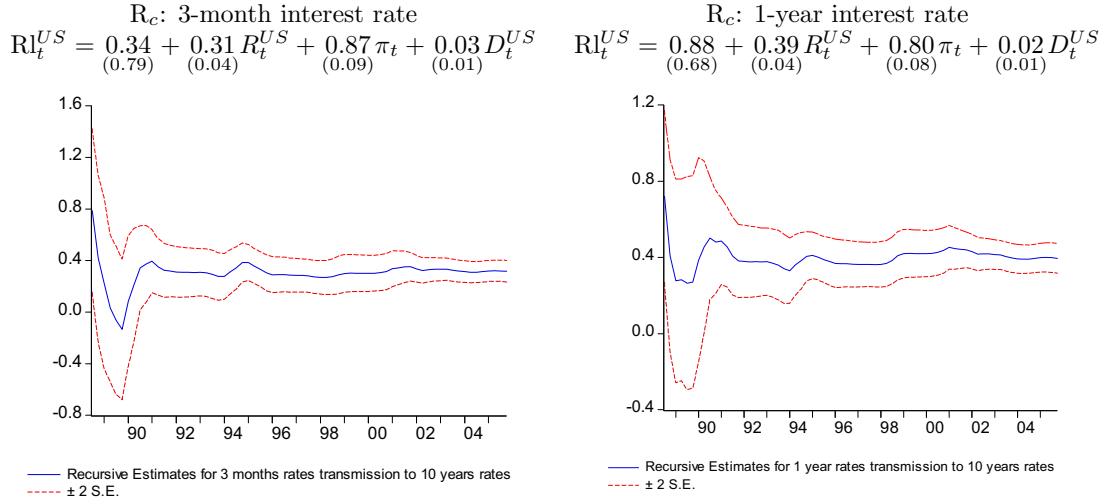 R_c: 3-month interest rate
Rl_t^{US} = 0.34 + 0.31 R_t^{US} + 0.87 π_t + 0.03 D_t^{US}
(0.79) (0.04) (0.09) (0.01)
1.6
1.2
0.8
0.4
0.0
-0.4
-0.8
90 92 94 96 98 00 02 04
Recursive Estimates for 3 months rates transmission to 10 years rates
± 2 S.E.
R_c: 1-year interest rate
Rl_t^{US} = 0.88 + 0.39 R_t^{US} + 0.80 π_t + 0.02 D_t^{US}
(0.68) (0.04) (0.08) (0.01)
1.2
0.8
0.4
0.0
-0.4
90 92 94 96 98 00 02 04
Recursive Estimates for 1 year rates transmission to 10 years rates
± 2 S.E.